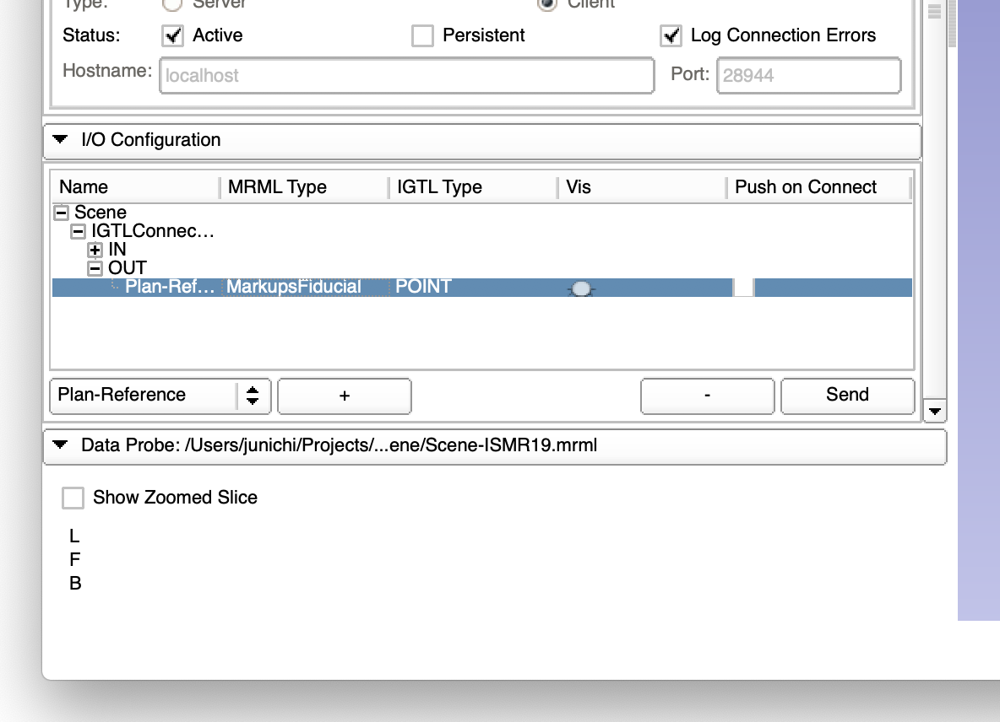 Type: Server Client
Status: Active Persistent Log Connection Errors
Hostname: localhost Port: 28944
I/O Configuration
Name MRML Type IGTL Type Vis Push on Connect
Scene
IGTLConnec...
IN
OUT
Plan-Ref... MarkupsFiducial POINT
Plan-Reference + - Send
Data Probe: /Users/junichi/Projects/...ene/Scene-ISMR19.mrml
Show Zoomed Slice
L
F
B